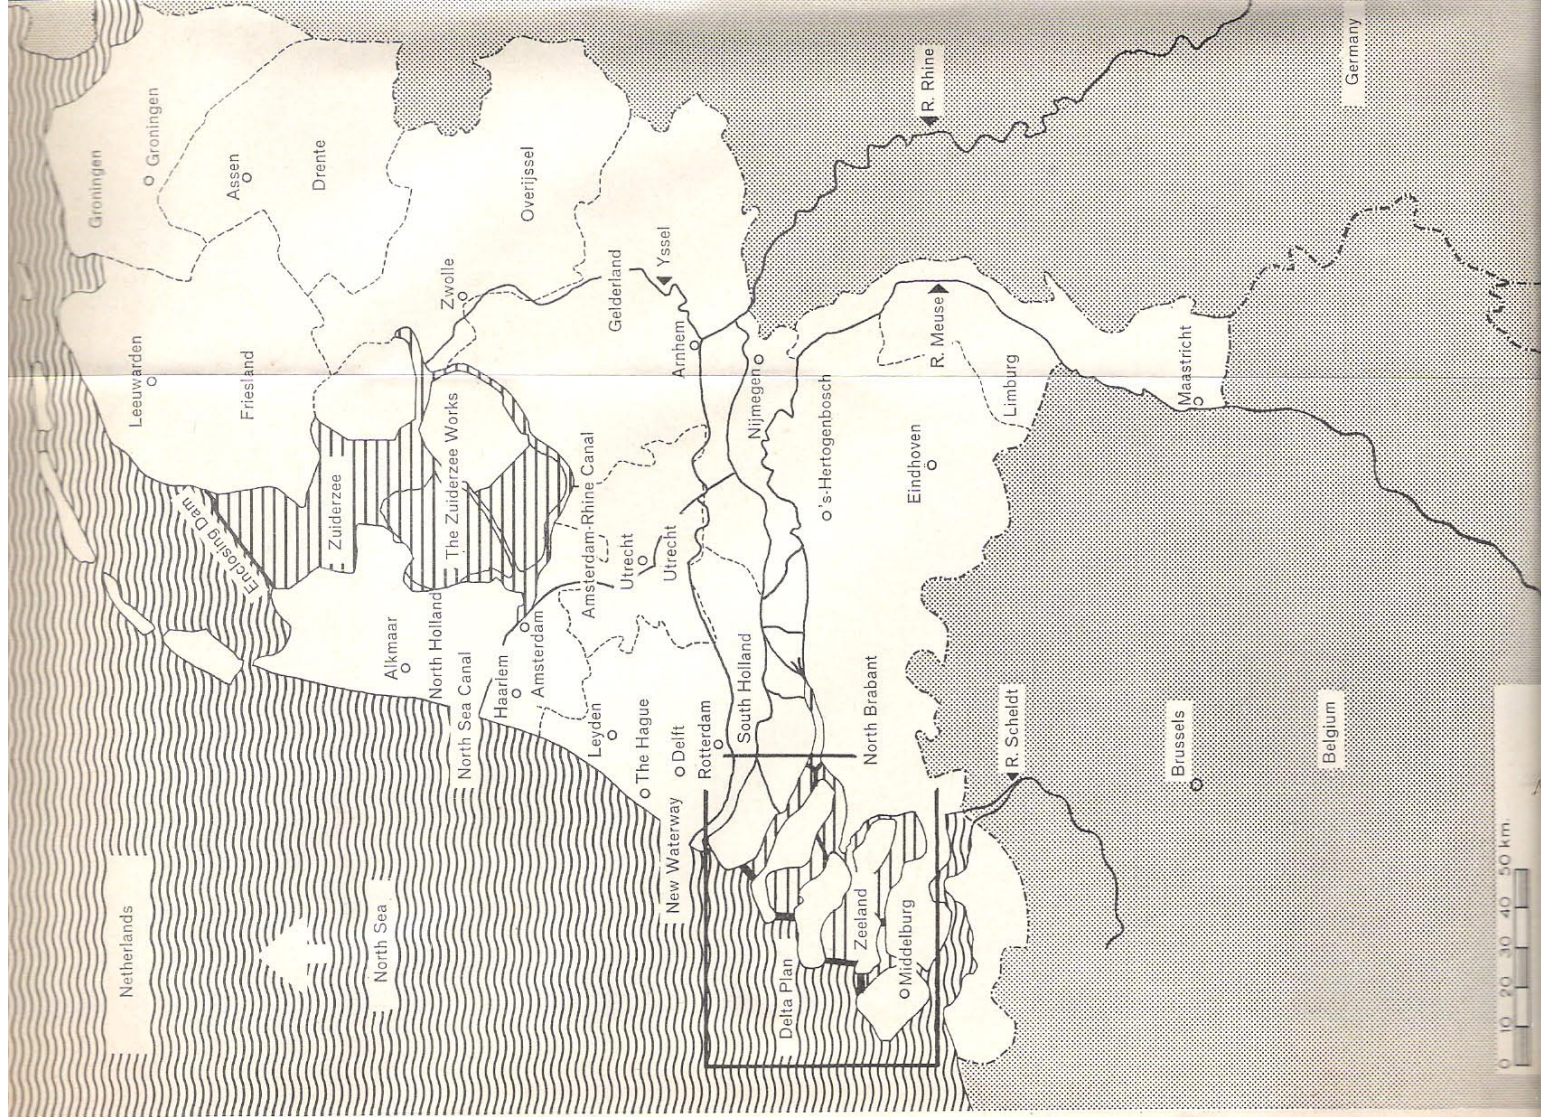 Netherlands
North Sea
Groningen
Groningen
Leeuwarden
Friesland
Assen
Drente
Enclosing Dam
Zuiderzee
The Zuiderzee Works
Zwolle
Overijssel
Alkmaar
North Holland
North Sea Canal
Haarlem
Amsterdam
Amsterdam-Rhine Canal
Utrecht
Utrecht
Gelderland
Yssel
Arnhem
Leyden
The Hague
Delft
Rotterdam
New Waterway
South Holland
Nijmegen
's-Hertogenbosch
Delta Plan
Zeeland
Middelburg
North Brabant
Eindhoven
R. Meuse
Limburg
Maastricht
R. Rhine
Germany
R. Scheldt
Brussels
Belgium
0 10 20 30 40 50 km.